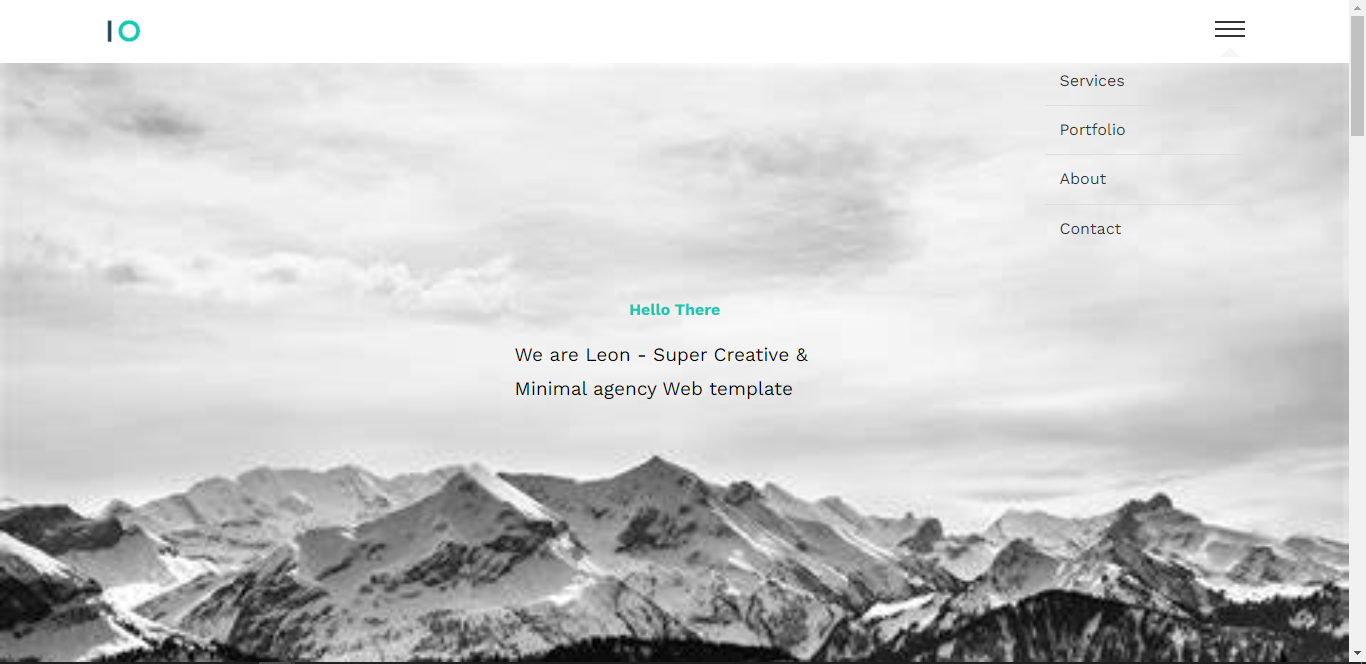 IO
Services
Portfolio
About
Contact
Hello There
We are Leon - Super Creative &
Minimal agency Web template